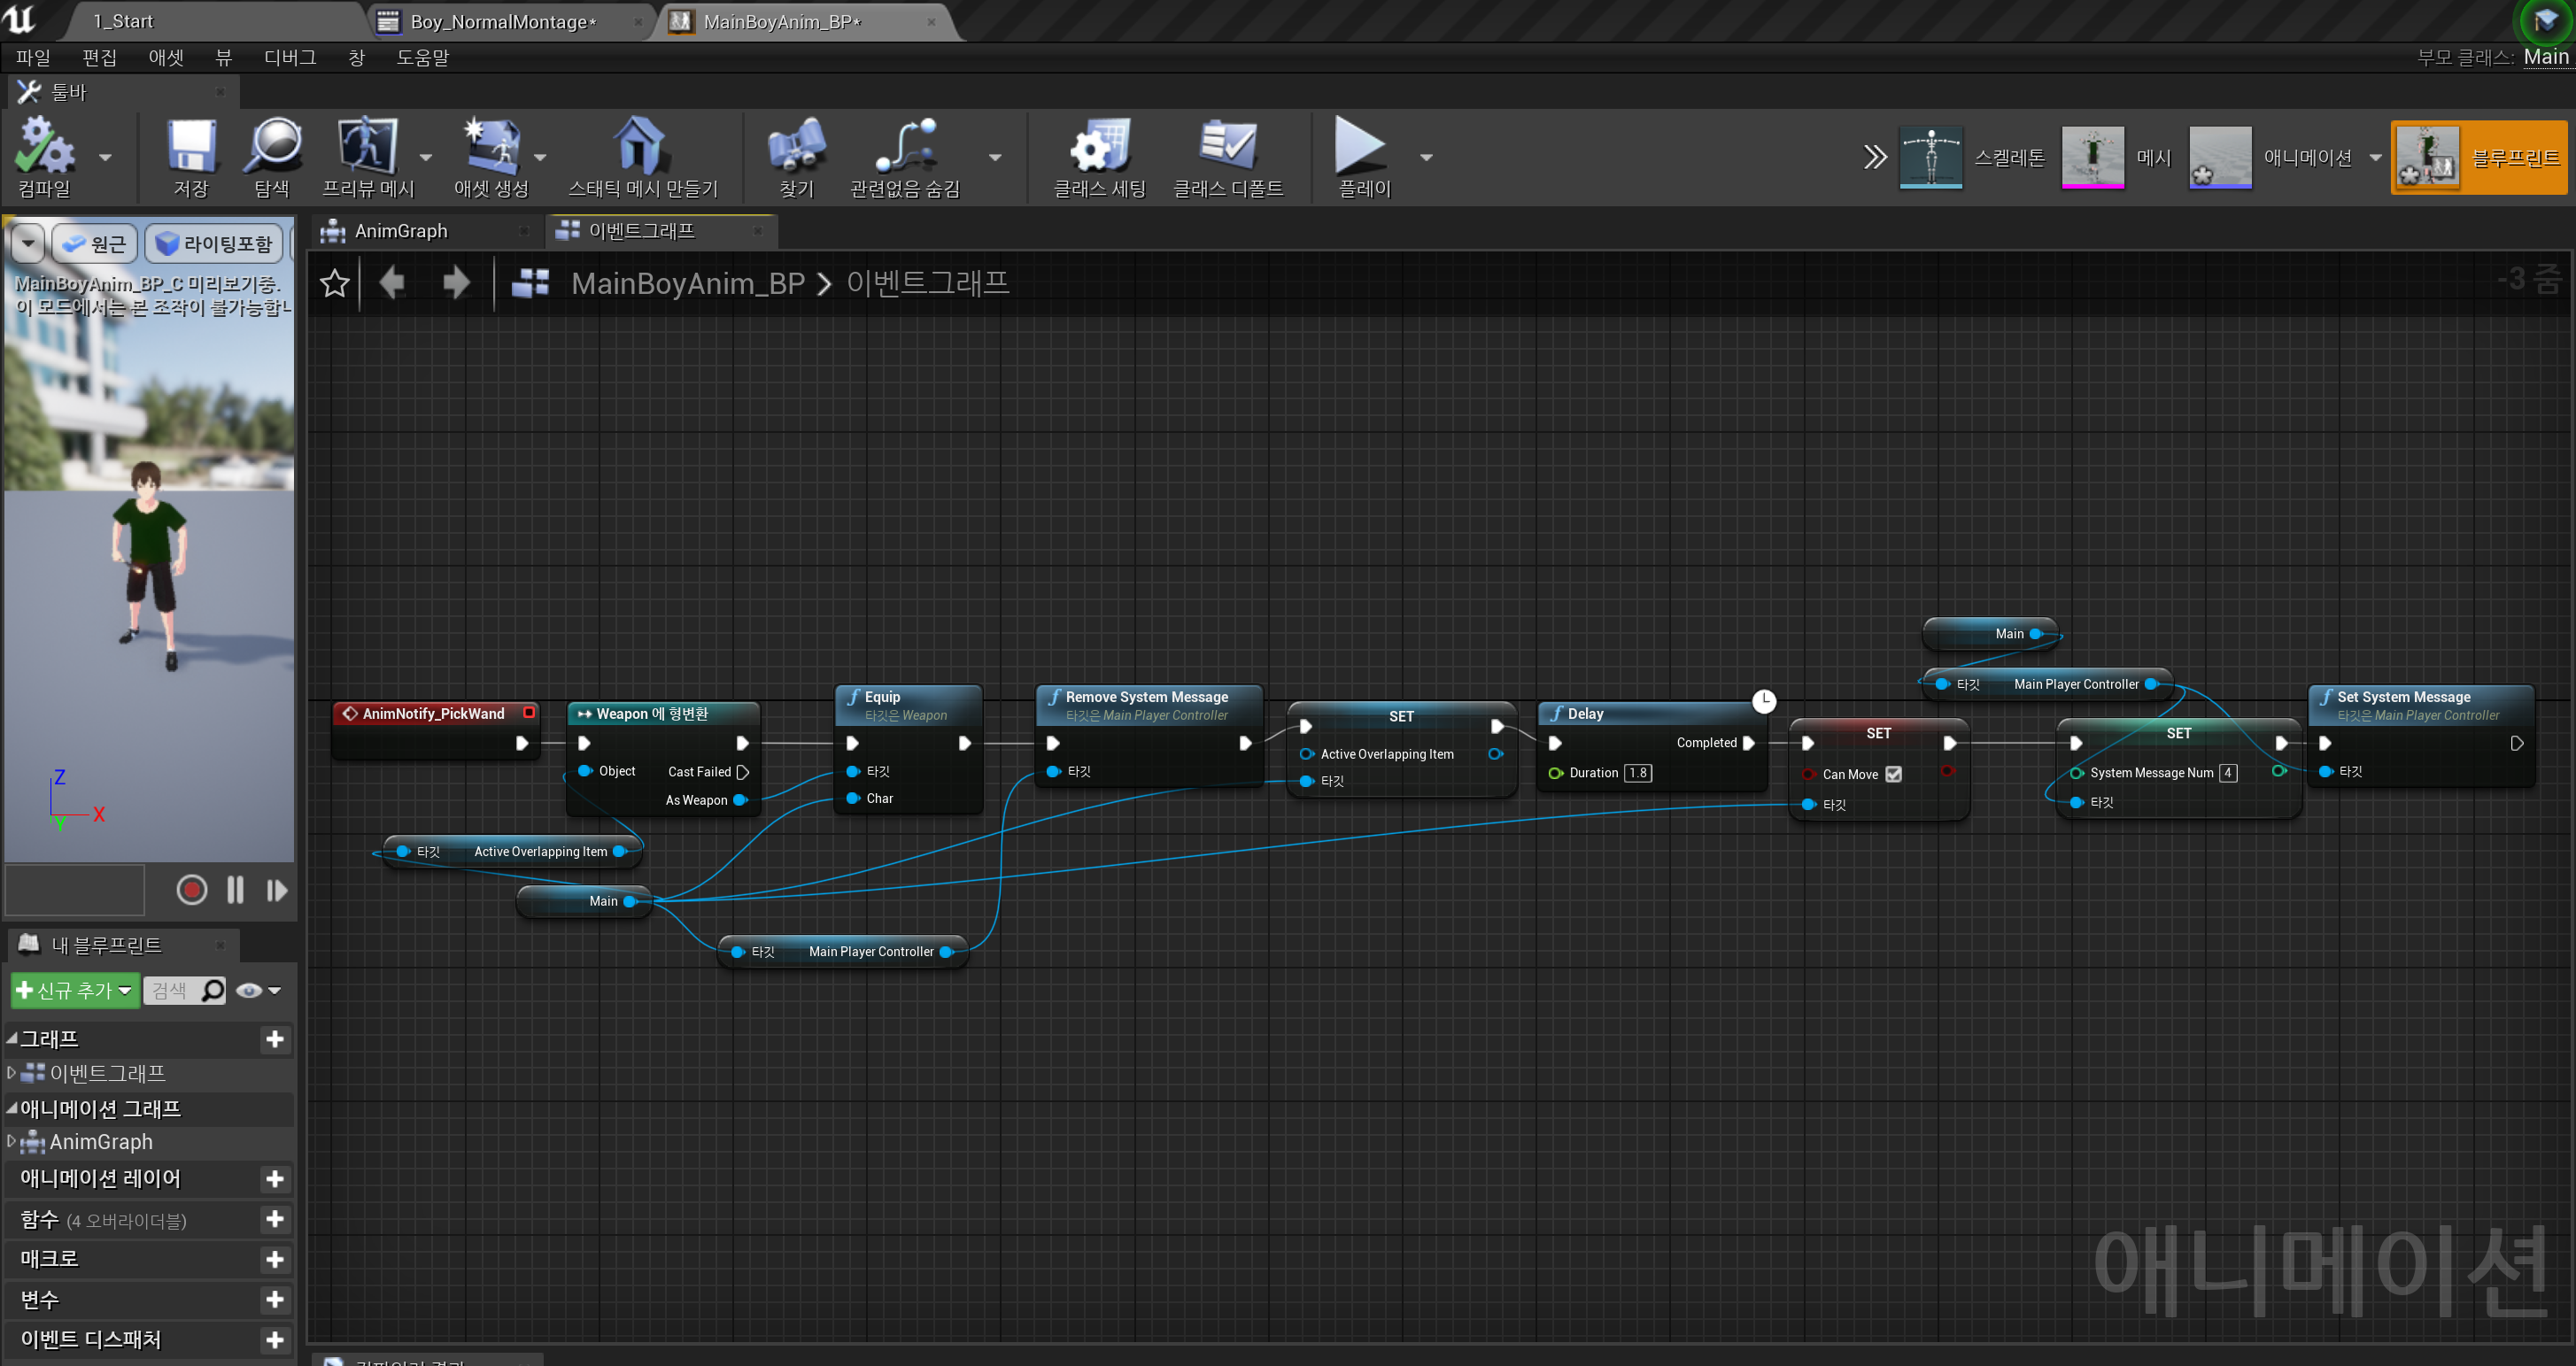 1_Start
Boy_NormalMontage*
MainBoyAnim_BP*
파일 편집 애셋 뷰 디버그 창 도움말
부모 클래스: Main
툴바
컴파일
저장
탐색
프리뷰 메시
애셋 생성
스태틱 메시 만들기
찾기
관련없음 숨김
클래스 세팅
클래스 디폴트
플레이
스켈레톤
메시
애니메이션
블루프린트
원근
라이팅포함
MainBoyAnim_BP_C 미리보기중.
이 모드에서는 본 조작이 불가능합니
Z
X
Y
AnimGraph
이벤트그래프
MainBoyAnim_BP > 이벤트그래프
-3 줌
Main
타깃 Main Player Controller
AnimNotify_PickWand
Weapon 에 형변환
Object
Cast Failed
As Weapon
Equip
타깃은 Weapon
타깃
Char
Remove System Message
타깃은 Main Player Controller
타깃
SET
Active Overlapping Item
타깃
Delay
Completed
Duration 1.8
SET
Can Move
타깃
SET
System Message Num 4
타깃
Set System Message
타깃은 Main Player Controller
타깃
타깃 Active Overlapping Item
Main
타깃 Main Player Controller
내 블루프린트
신규 추가
검색
그래프
이벤트그래프
애니메이션 그래프
AnimGraph
애니메이션 레이어
함수 (4 오버라이더블)
매크로
변수
이벤트 디스패처
애니메이션